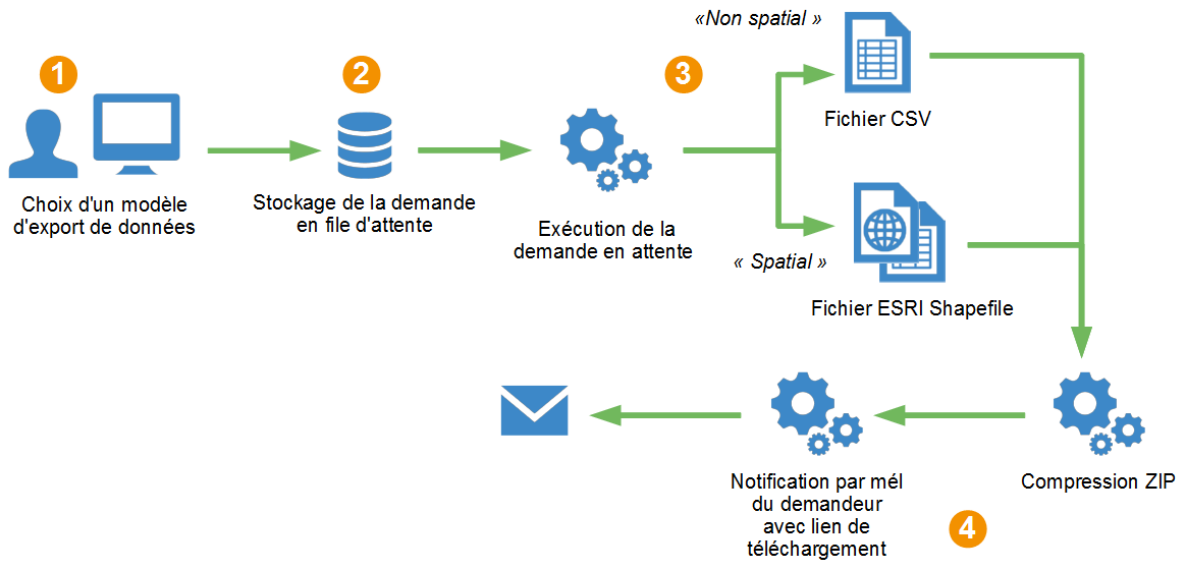 1
Choix d'un modèle
d'export de données
2
Stockage de la demande
en file d'attente
Exécution de la
demande en attente
3
«Non spatial »
Fichier CSV
« Spatial »
Fichier ESRI Shapefile
Compression ZIP
Notification par mél
du demandeur
avec lien de
téléchargement
4